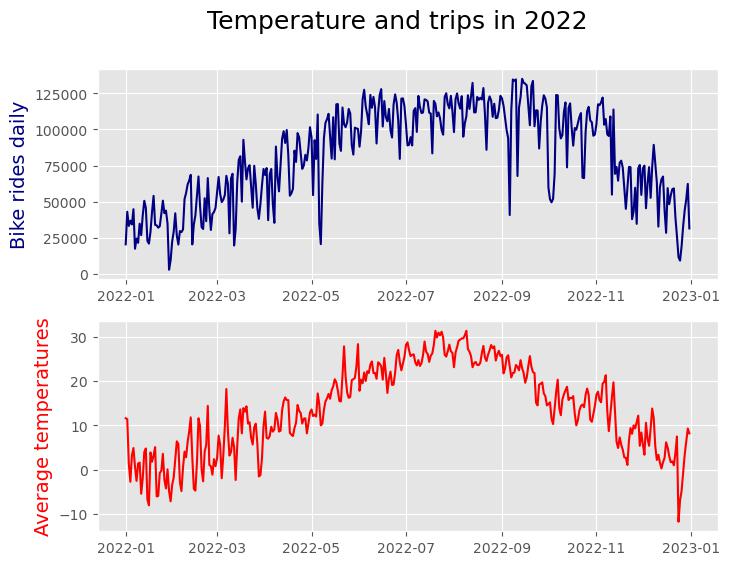 Temperature and trips in 2022
Bike rides daily
125000
100000
75000
50000
25000
0
2022-01 2022-03 2022-05 2022-07 2022-09 2022-11 2023-01
Average temperatures
30
20
10
0
−10
2022-01 2022-03 2022-05 2022-07 2022-09 2022-11 2023-01